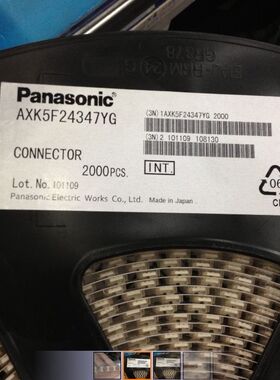 Panasonic
AXK5F24347YG
(3N)1AXK5F24347YG 2000
(3N)2 101109 108130
CONNECTOR
2000PCS.
INT.
Lot.No.101109
Panasonic Electric Works Co., Ltd. Made in Japan
06